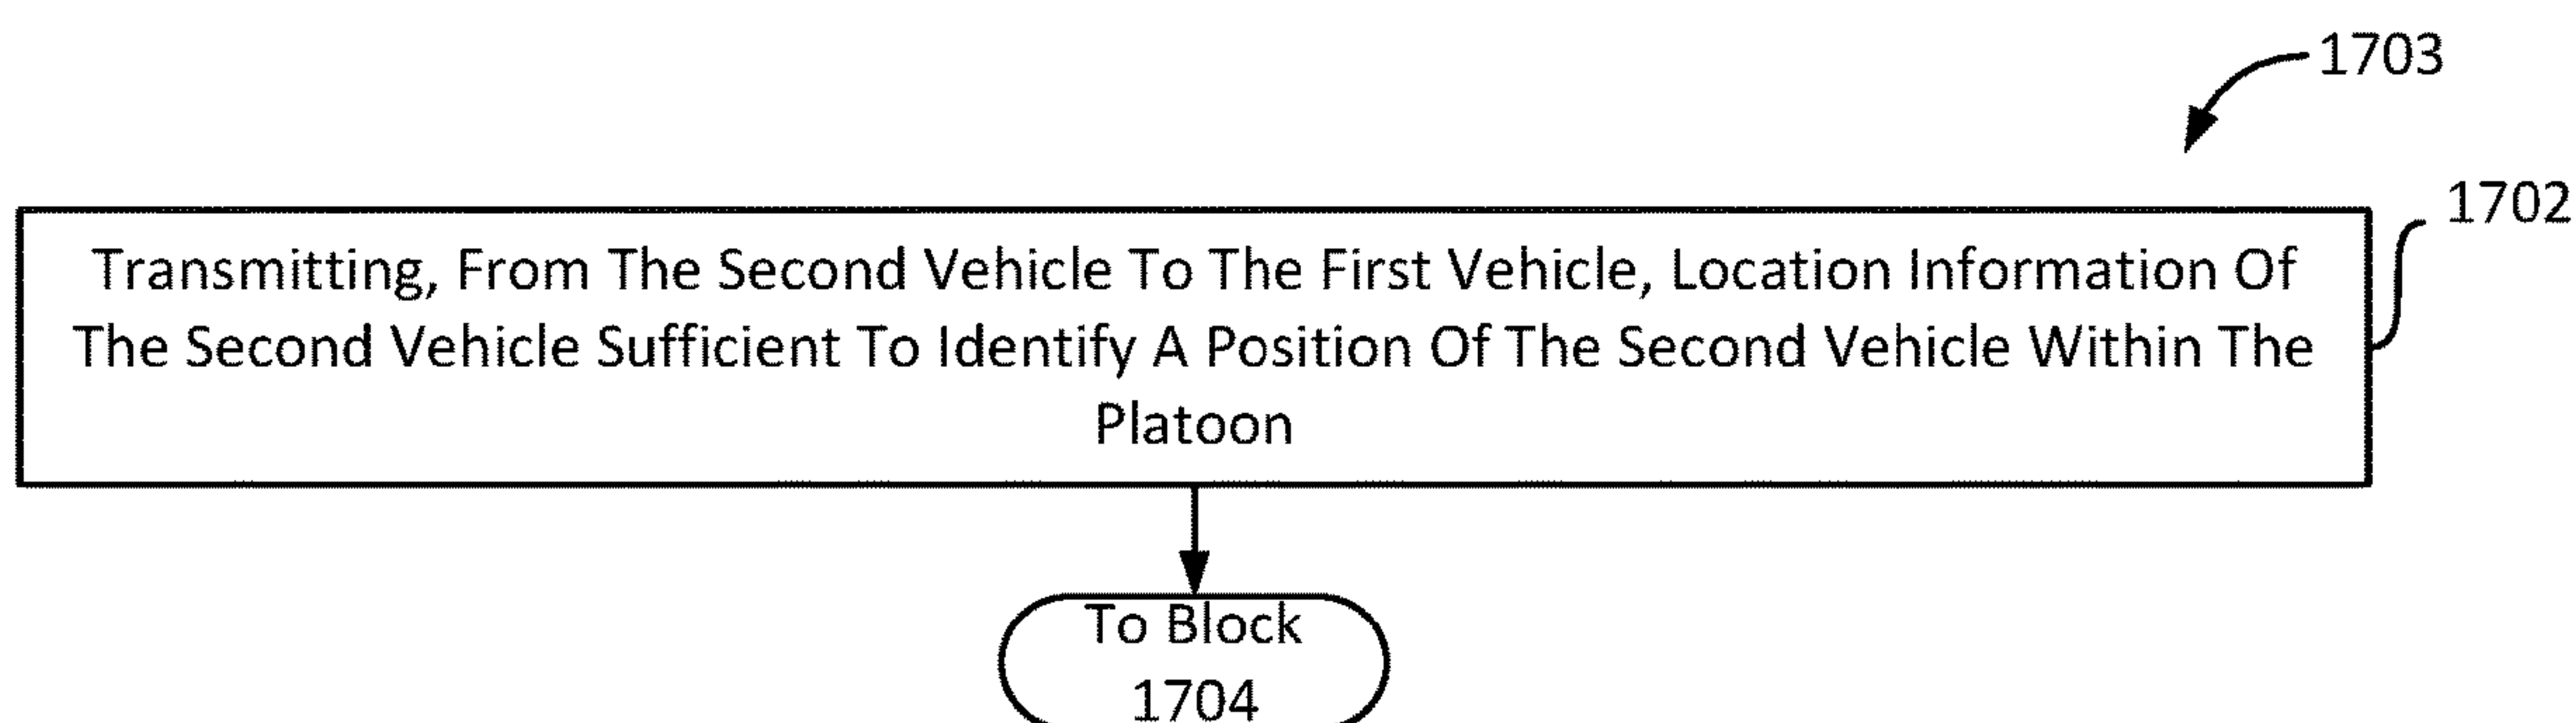 1703
1702
Transmitting, From The Second Vehicle To The First Vehicle, Location Information Of
The Second Vehicle Sufficient To Identify A Position Of The Second Vehicle Within The
Platoon
To Block
1704